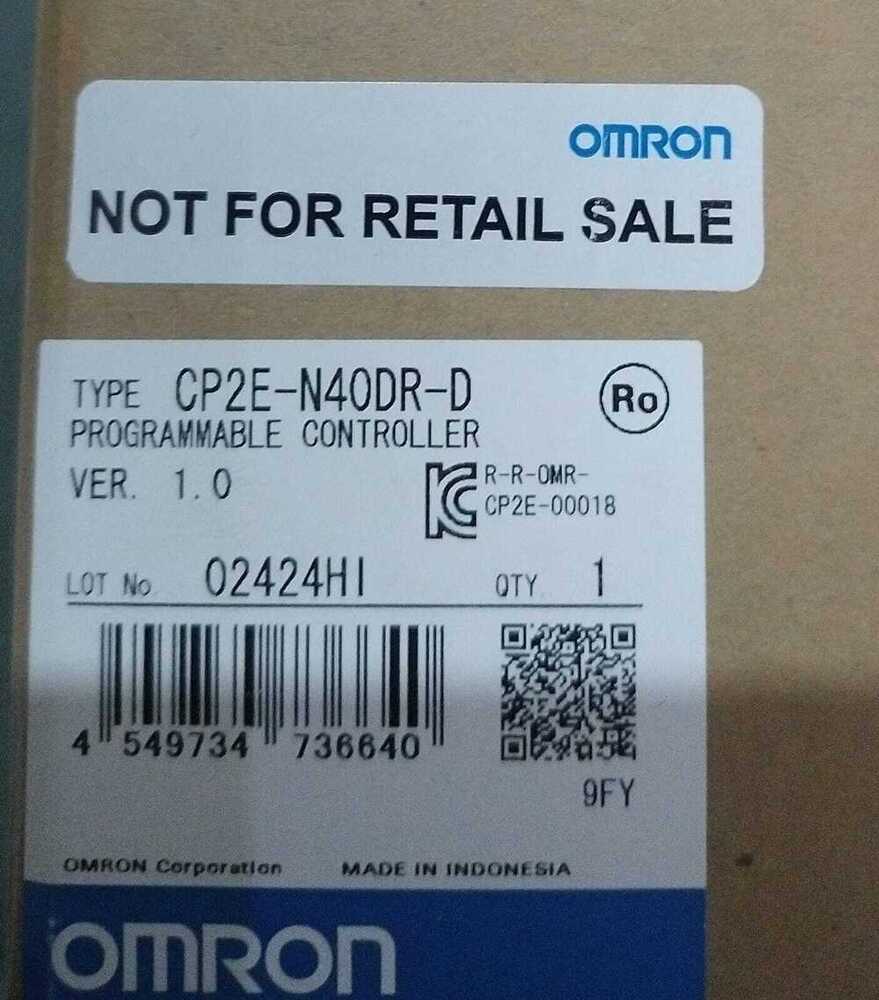 OMRON
NOT FOR RETAIL SALE
TYPE CP2E-N40DR-D
Ro
PROGRAMMABLE CONTROLLER
VER. 1.0
KC R-R-OMR-
CP2E-00018
LOT No. 02424HI QTY. 1
4 549734 736640
9FY
OMRON Corporation MADE IN INDONESIA
OMRON